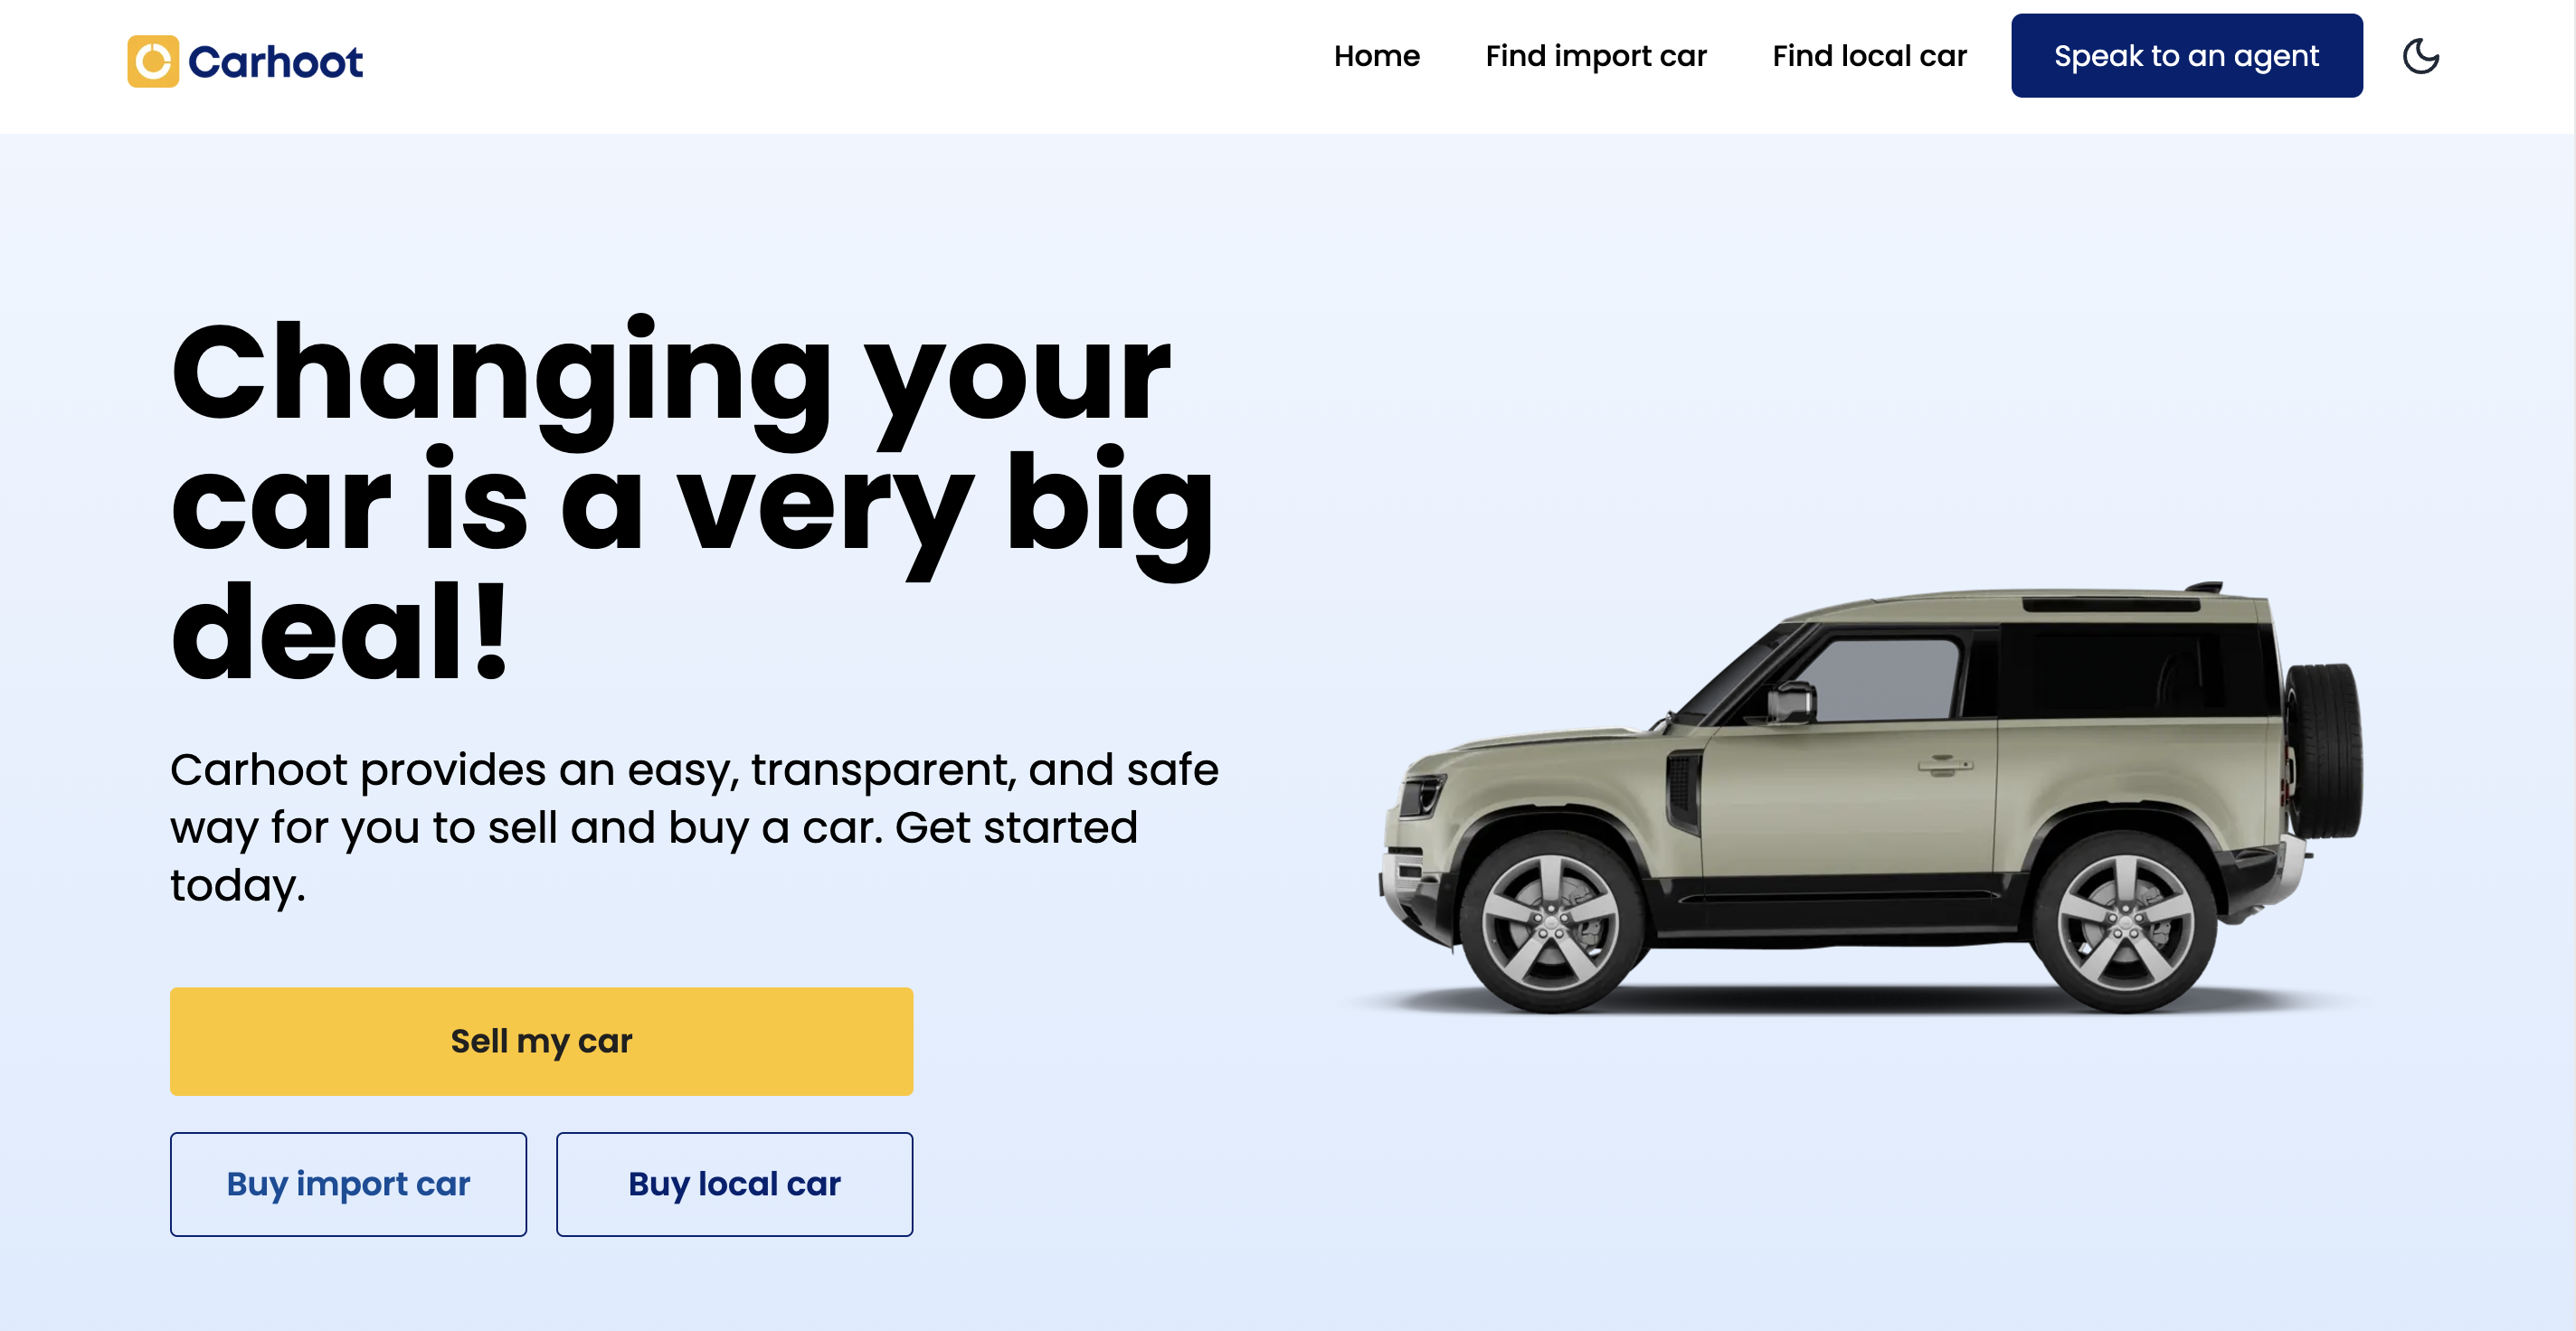 Carhoot
Home
Find import car
Find local car
Speak to an agent
Changing your
car is a very big
deal!
Carhoot provides an easy, transparent, and safe
way for you to sell and buy a car. Get started
today.
Sell my car
Buy import car
Buy local car